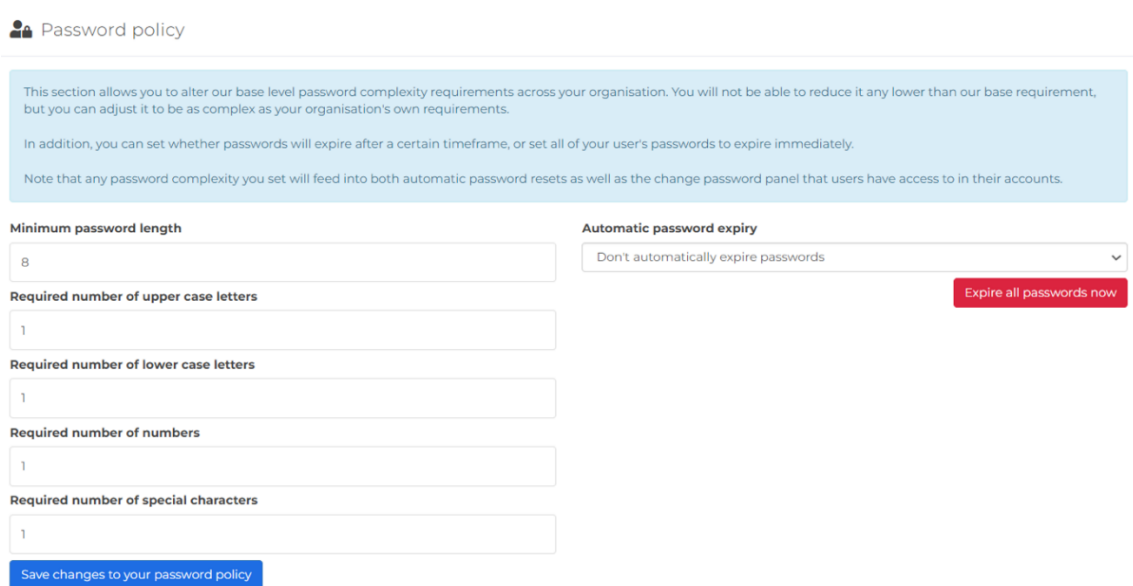 Password policy
This section allows you to alter our base level password complexity requirements across your organisation. You will not be able to reduce it any lower than our base requirement,
but you can adjust it to be as complex as your organisation's own requirements.
In addition, you can set whether passwords will expire after a certain timeframe, or set all of your user's passwords to expire immediately.
Note that any password complexity you set will feed into both automatic password resets as well as the change password panel that users have access to in their accounts.
Minimum password length
8
Required number of upper case letters
1
Required number of lower case letters
1
Required number of numbers
1
Required number of special characters
1
Save changes to your password policy
Automatic password expiry
Don't automatically expire passwords
Expire all passwords now